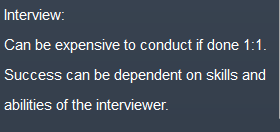 Interview:
Can be expensive to conduct if done 1:1.
Success can be dependent on skills and
abilities of the interviewer.